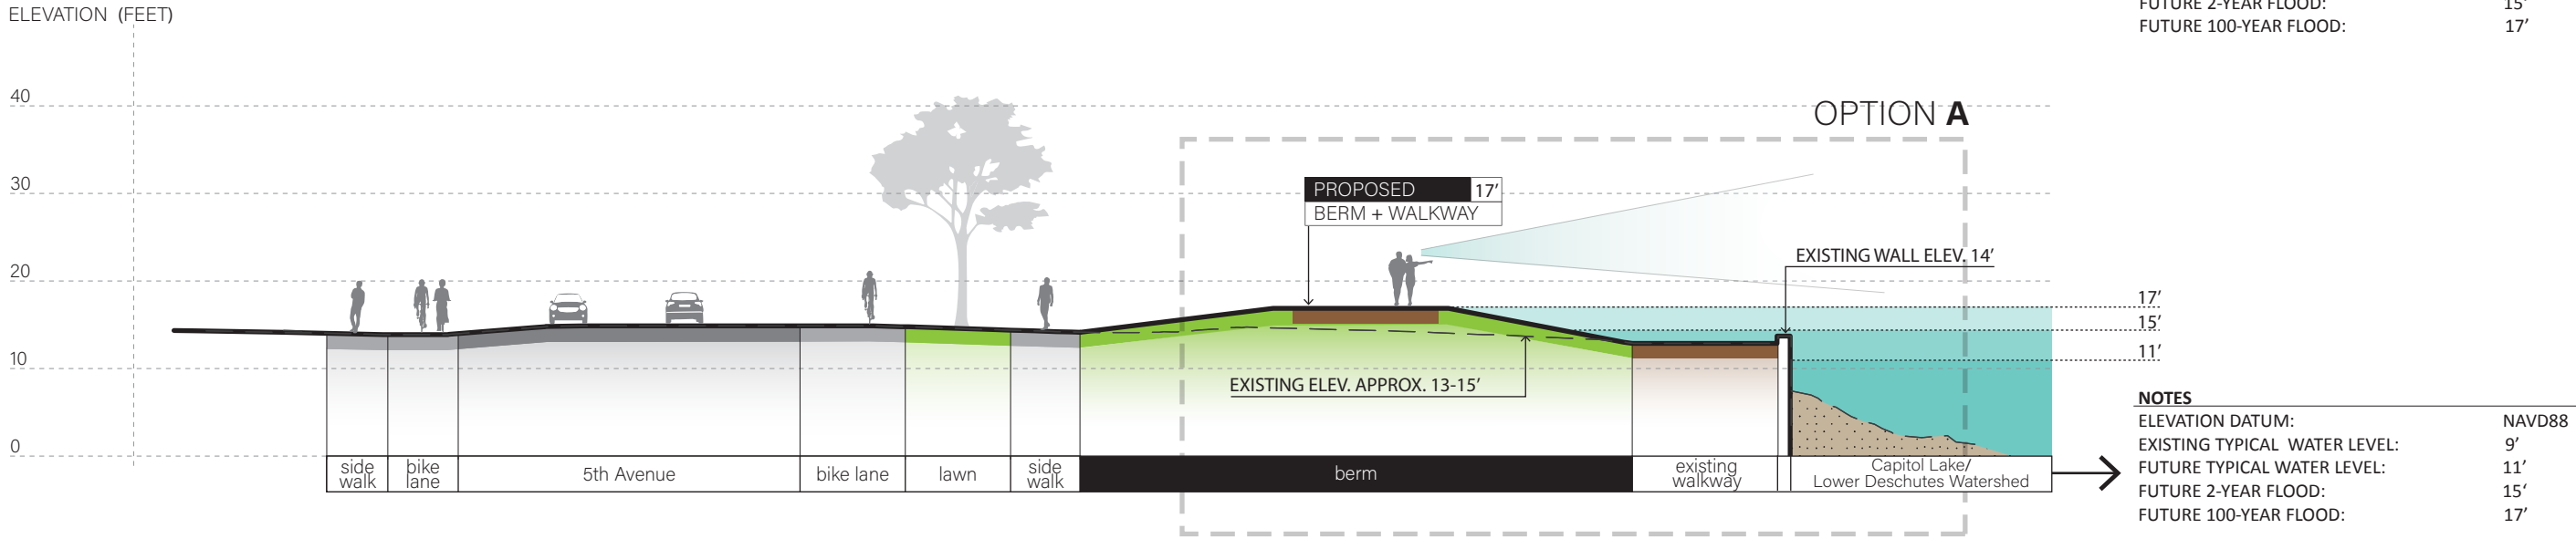 ELEVATION (FEET)
FUTURE 2-YEAR FLOOD: 15'
FUTURE 100-YEAR FLOOD: 17'
40
OPTION A
30
PROPOSED 17'
BERM + WALKWAY
EXISTING WALL ELEV. 14'
20
17'
15'
11'
10
EXISTING ELEV. APPROX. 13-15'
0
side walk
bike lane
5th Avenue
bike lane
lawn
side walk
berm
existing walkway
Capitol Lake/
Lower Deschutes Watershed
NOTES
ELEVATION DATUM: NAVD88
EXISTING TYPICAL WATER LEVEL: 9'
FUTURE TYPICAL WATER LEVEL: 11'
FUTURE 2-YEAR FLOOD: 15'
FUTURE 100-YEAR FLOOD: 17'